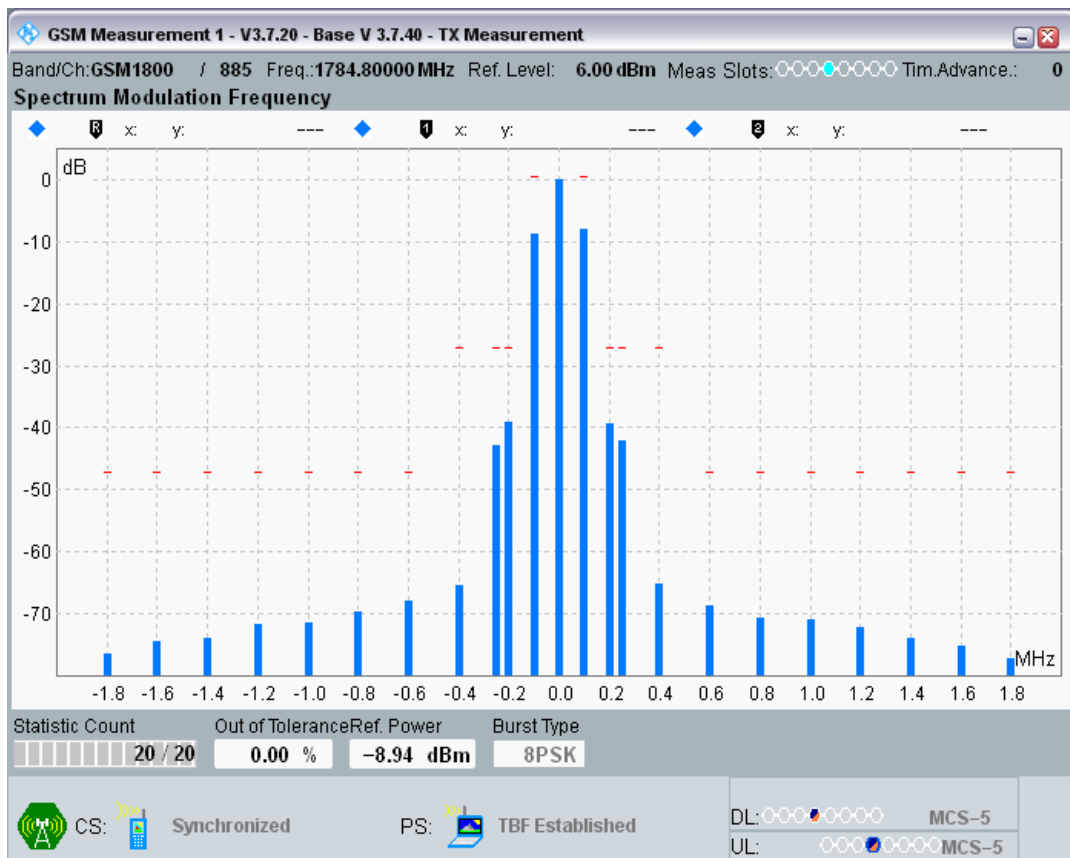 GSM Measurement 1 - V3.7.20 - Base V 3.7.40 - TX Measurement
Band/Ch:GSM1800 / 885 Freq.:1784.80000 MHz Ref. Level: 6.00 dBm Meas Slots: Tim.Advance.: 0
Spectrum Modulation Frequency
R x: y: --- 1 x: y: --- 2 x: y: ---
dB
0
-10
-20
-30
-40
-50
-60
-70
MHz
-1.8 -1.6 -1.4 -1.2 -1.0 -0.8 -0.6 -0.4 -0.2 0.0 0.2 0.4 0.6 0.8 1.0 1.2 1.4 1.6 1.8
Statistic Count Out of Tolerance Ref. Power Burst Type
20 / 20 0.00 % −8.94 dBm 8PSK
CS: Synchronized PS: TBF Established
DL: MCS−5
UL: MCS−5